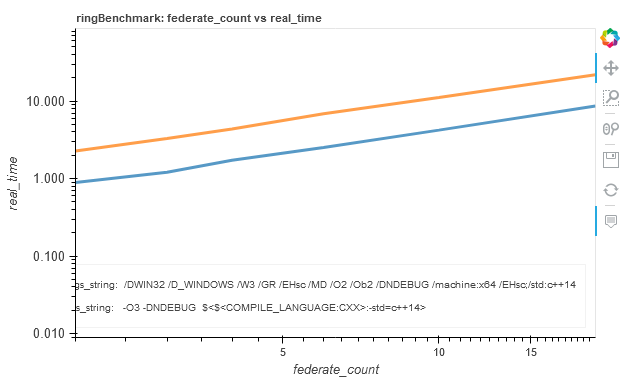 ringBenchmark: federate_count vs real_time
10.000
1.000
0.100
0.010
real_time
gs_string: /DWIN32 /D_WINDOWS /W3 /GR /EHsc /MD /O2 /Ob2 /DNDEBUG /machine:x64 /EHsc;/std:c++14
s_string: -O3 -DNDEBUG $<$<COMPILE_LANGUAGE:CXX>:-std=c++14>
5
10
15
federate_count